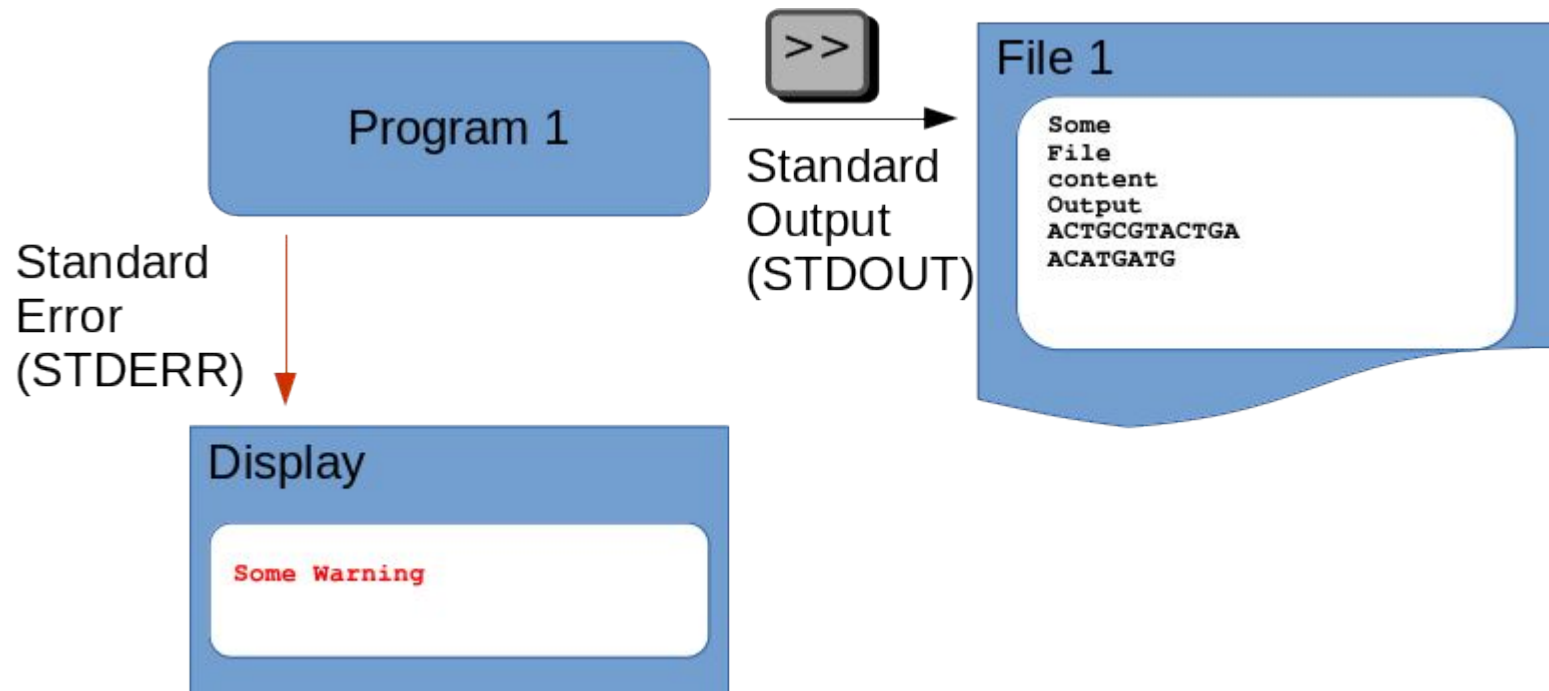 Program 1
>>
Standard
Output
(STDOUT)
File 1
Some
File
content
Output
ACTGCGTACTGA
ACATGATG
Standard
Error
(STDERR)
Display
Some Warning